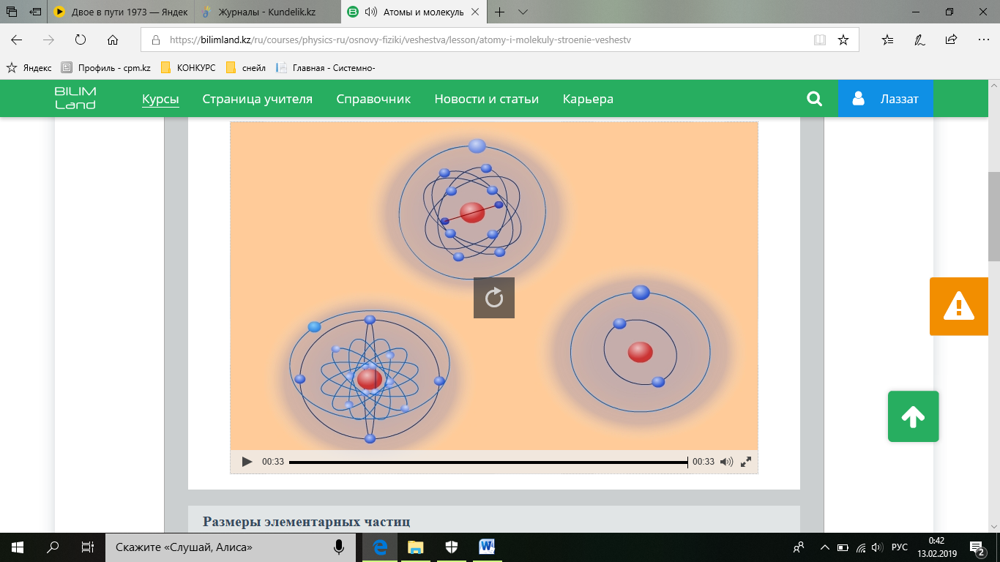 Двое в пути 1973 — Яндек
Журналы - Kundelik.kz
Атомы и молекуль
https://bilimland.kz/ru/courses/physics-ru/osnovy-fiziki/veshestva/lesson/atomy-i-molekuly-stroenie-veshestv
Яндекс
Профиль - cpm.kz
КОНКУРС
снейл
Главная - Системно-
BILIM
Land
Курсы
Страница учителя
Справочник
Новости и статьи
Карьера
Лаззат
00:33
00:33
Размеры элементарных частиц
Скажите «Слушай, Алиса»
РУС
0:42
13.02.2019
2